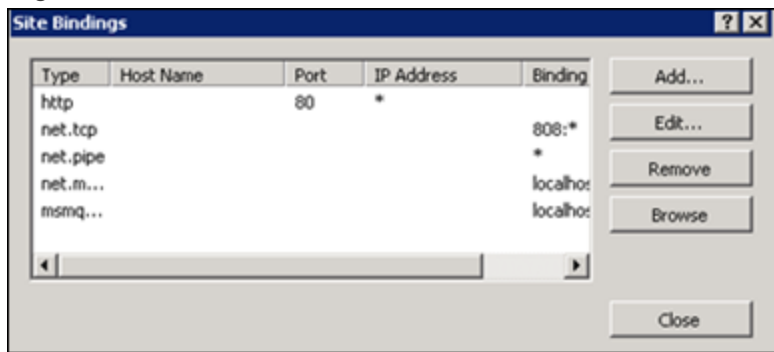 Site Bindings
Type Host Name Port IP Address Binding
http 80 *
net.tcp 808:*
net.pipe *
net.m... localhos
msmq... localhos
Add...
Edit...
Remove
Browse
Close